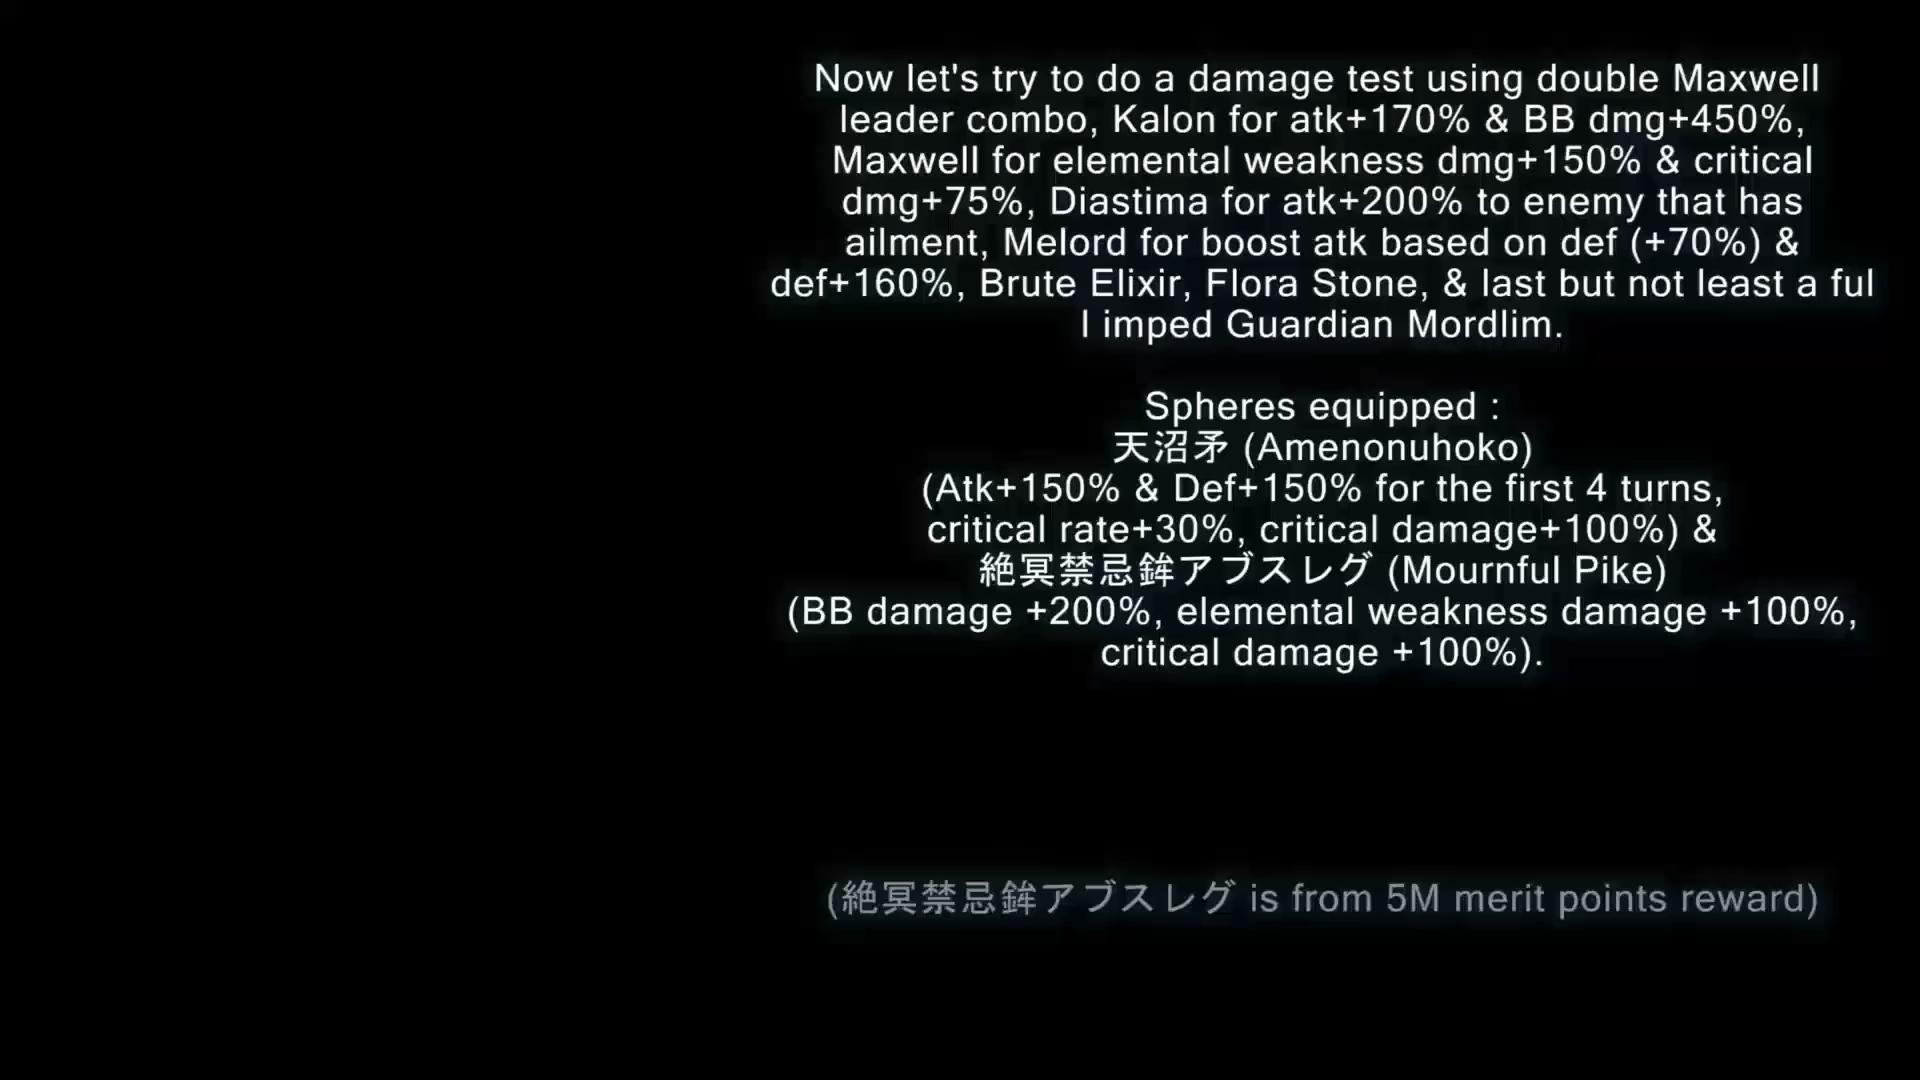 Now let's try to do a damage test using double Maxwell
leader combo, Kalon for atk+170% & BB dmg+450%,
Maxwell for elemental weakness dmg+150% & critical
dmg+75%, Diastima for atk+200% to enemy that has
ailment, Melord for boost atk based on def (+70%) &
def+160%, Brute Elixir, Flora Stone, & last but not least a ful
l imped Guardian Mordlim.
Spheres equipped :
天沼矛 (Amenonuhoko)
(Atk+150% & Def+150% for the first 4 turns,
critical rate+30%, critical damage+100%) &
絶冥禁忌鉾アブスレグ (Mournful Pike)
(BB damage +200%, elemental weakness damage +100%,
critical damage +100%).
(絶冥禁忌鉾アブスレグ is from 5M merit points reward)